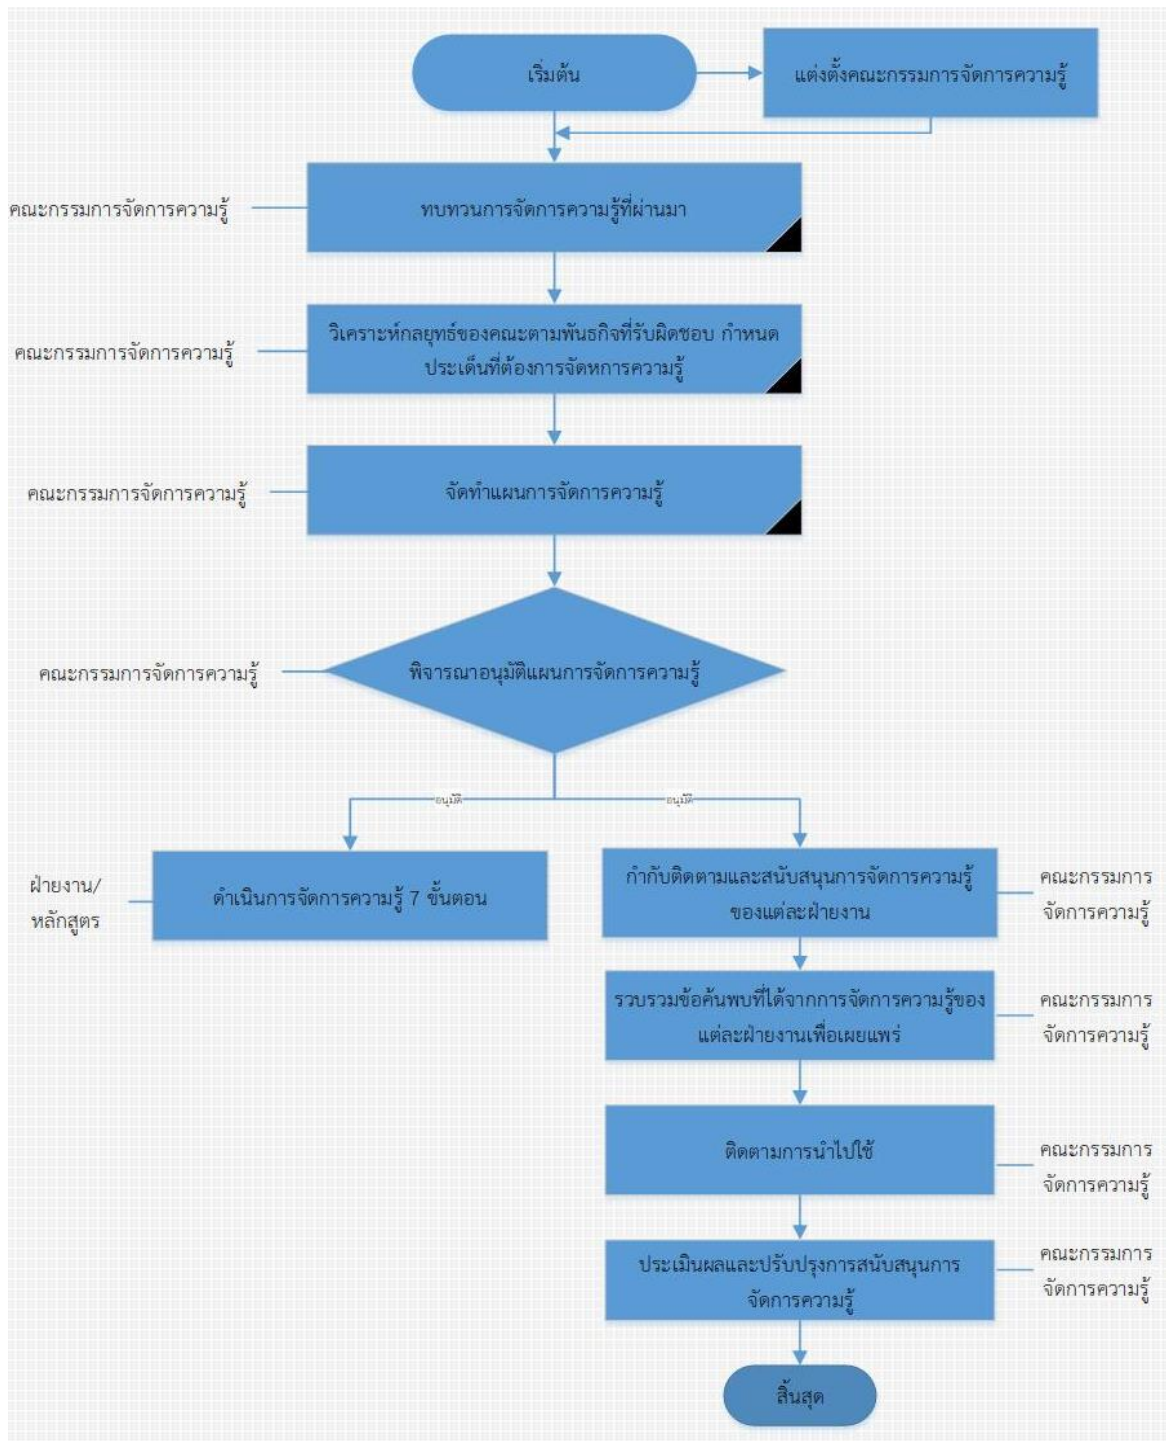 เริ่มต้น
แต่งตั้งคณะกรรมการจัดการความรู้
คณะกรรมการจัดการความรู้
ทบทวนการจัดการความรู้ที่ผ่านมา
คณะกรรมการจัดการความรู้
วิเคราะห์กลยุทธ์ของคณะตามพันธกิจที่รับผิดชอบ กำหนด
ประเด็นที่ต้องการจัดหการความรู้
คณะกรรมการจัดการความรู้
จัดทำแผนการจัดการความรู้
คณะกรรมการจัดการความรู้
พิจารณาอนุมัติแผนการจัดการความรู้
อนุมัติ
อนุมัติ
ฝ่ายงาน/
หลักสูตร
ดำเนินการจัดการความรู้ 7 ขั้นตอน
กำกับติดตามและสนับสนุนการจัดการความรู้
ของแต่ละฝ่ายงาน
คณะกรรมการ
จัดการความรู้
รวบรวมข้อค้นพบที่ได้จากการจัดการความรู้ของ
แต่ละฝ่ายงานเพื่อเผยแพร่
คณะกรรมการ
จัดการความรู้
ติดตามการนำไปใช้
คณะกรรมการ
จัดการความรู้
ประเมินผลและปรับปรุงการสนับสนุนการ
จัดการความรู้
คณะกรรมการ
จัดการความรู้
สิ้นสุด